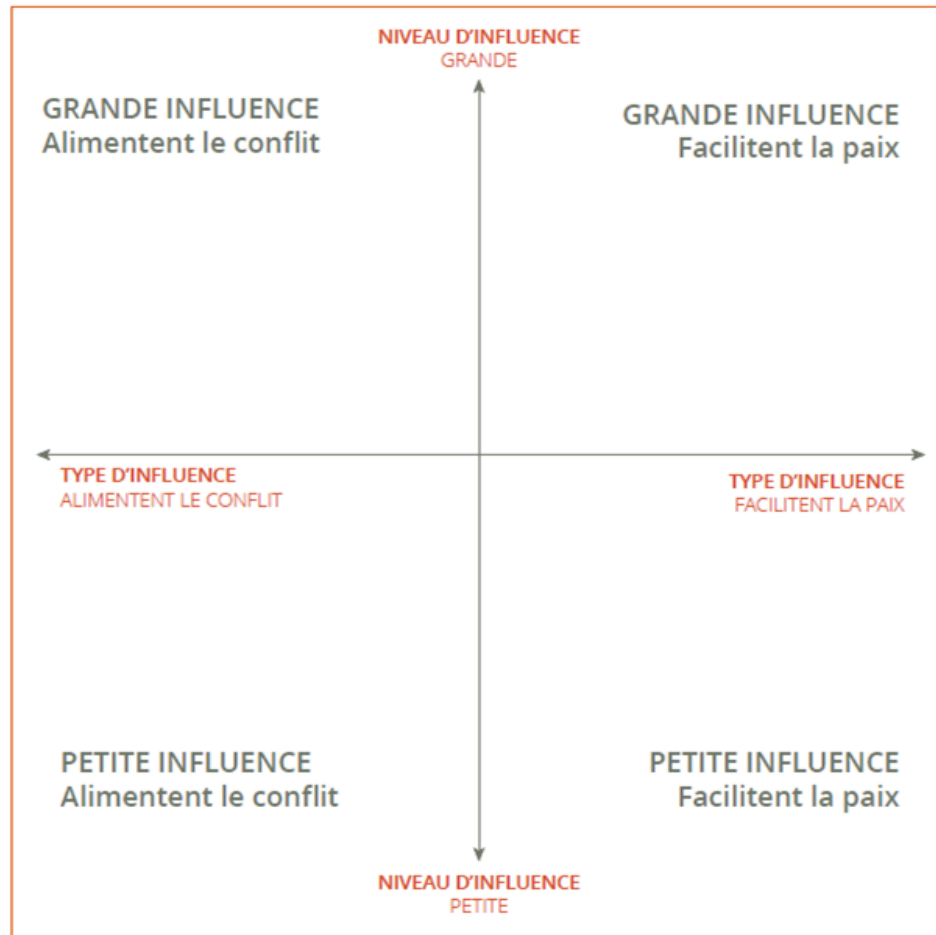 NIVEAU D'INFLUENCE
GRANDE
GRANDE INFLUENCE
Alimentent le conflit
GRANDE INFLUENCE
Facilitent la paix
TYPE D'INFLUENCE
ALIMENTENT LE CONFLIT
TYPE D'INFLUENCE
FACILITENT LA PAIX
PETITE INFLUENCE
Alimentent le conflit
PETITE INFLUENCE
Facilitent la paix
NIVEAU D'INFLUENCE
PETITE